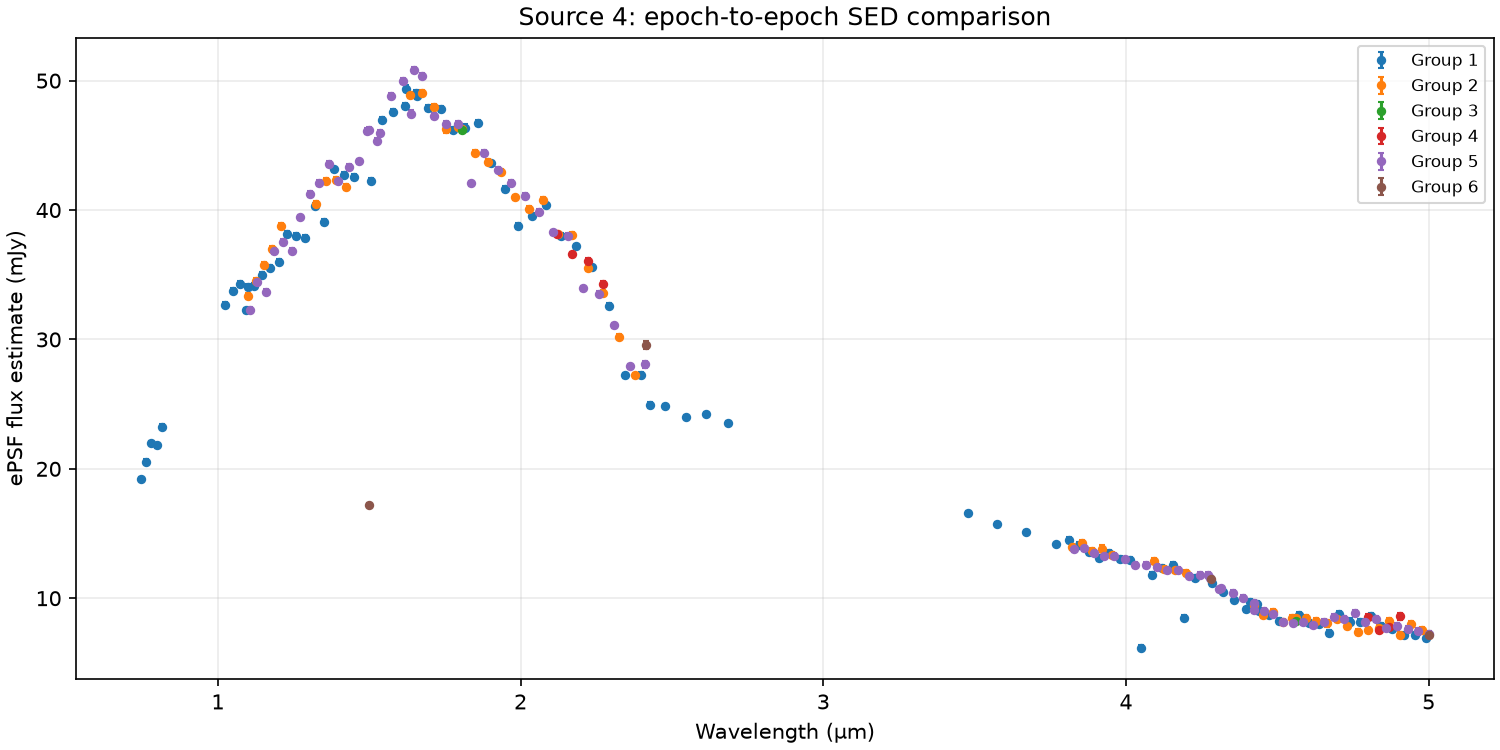 Source 4: epoch-to-epoch SED comparison
ePSF flux estimate (mJy)
50
40
30
20
10
Group 1
Group 2
Group 3
Group 4
Group 5
Group 6
1
2
3
4
5
Wavelength (μm)